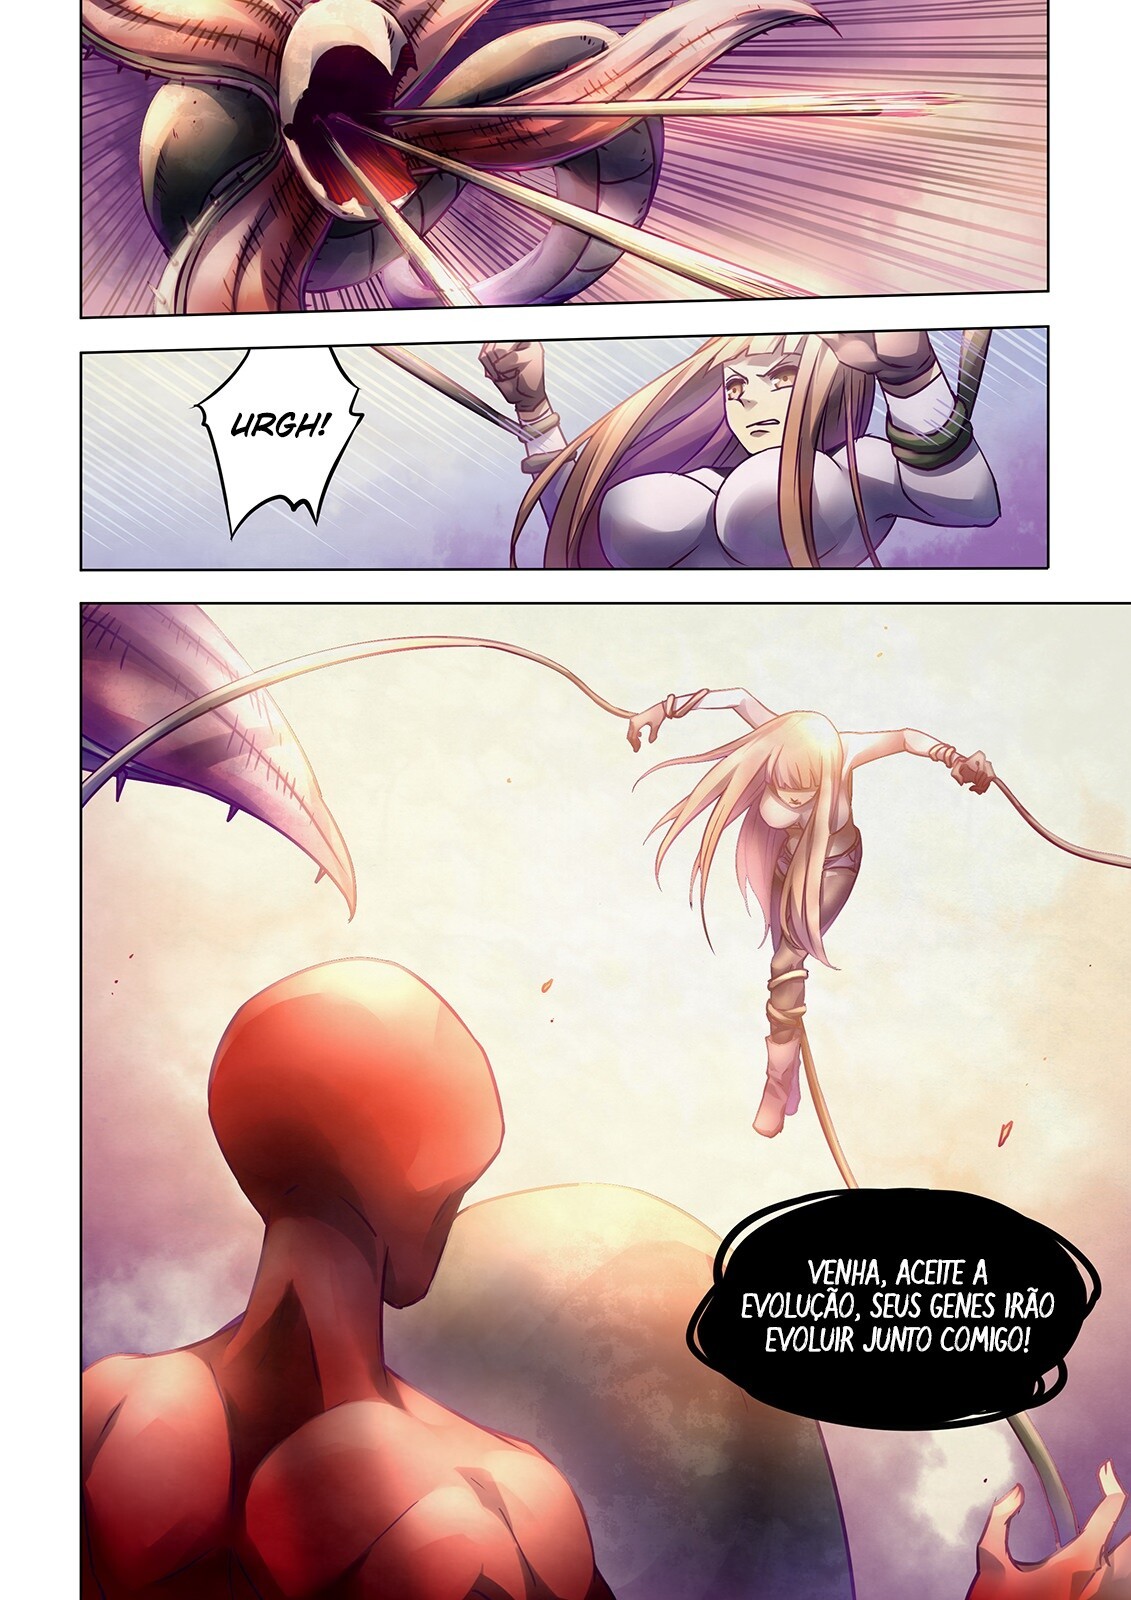 URGH!
VENHA, ACEITE A
EVOLUÇÃO, SEUS GENES IRÃO
EVOLUIR JUNTO COMIGO!